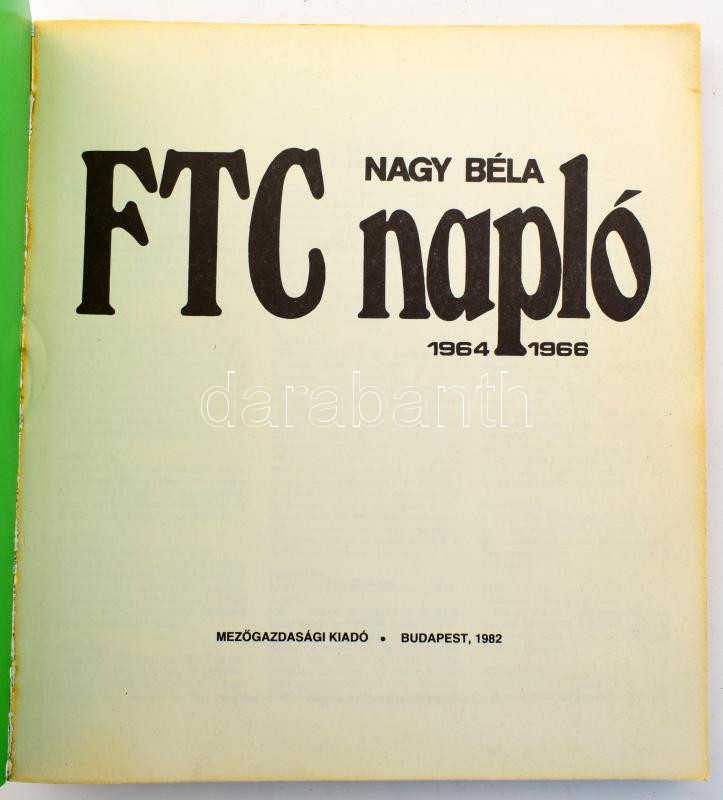 NAGY BÉLA
FTC napló
1964 1966
darabanth
MEZŐGAZDASÁGI KIADÓ • BUDAPEST, 1982